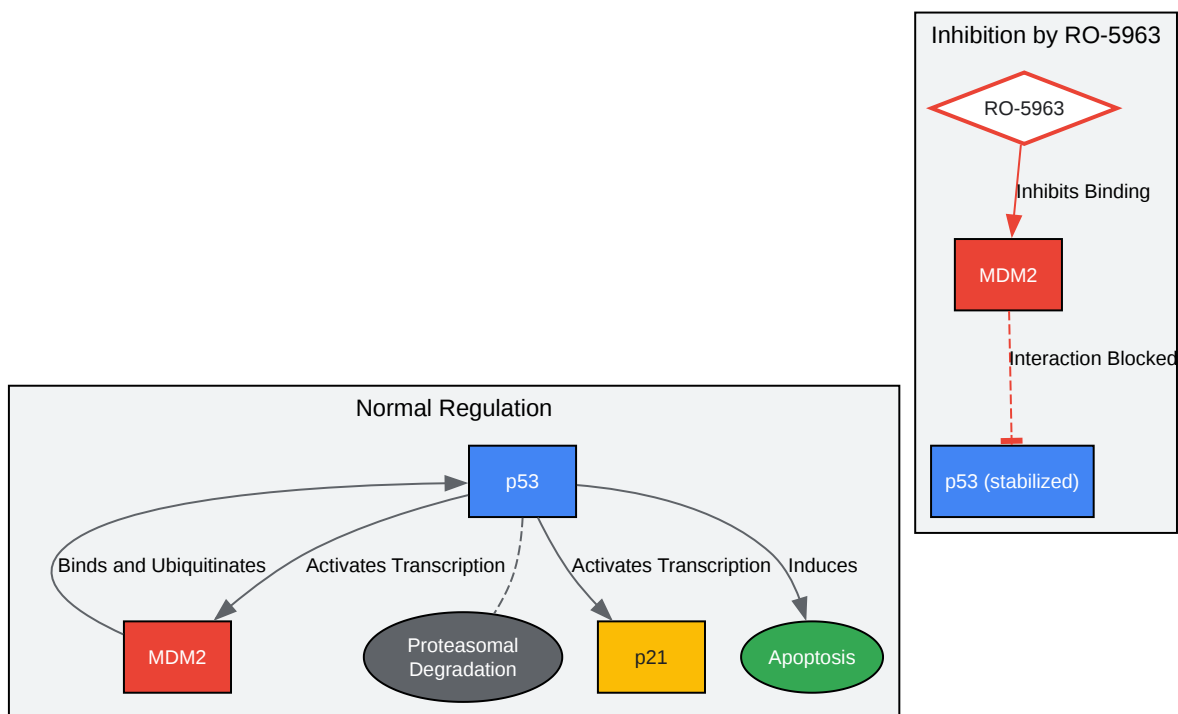 Inhibition by RO-5963
RO-5963
Inhibits Binding
MDM2
Interaction Blocked
p53 (stabilized)
Normal Regulation
p53
Binds and Ubiquitinates
Activates Transcription
Activates Transcription
Induces
MDM2
Proteasomal
Degradation
p21
Apoptosis